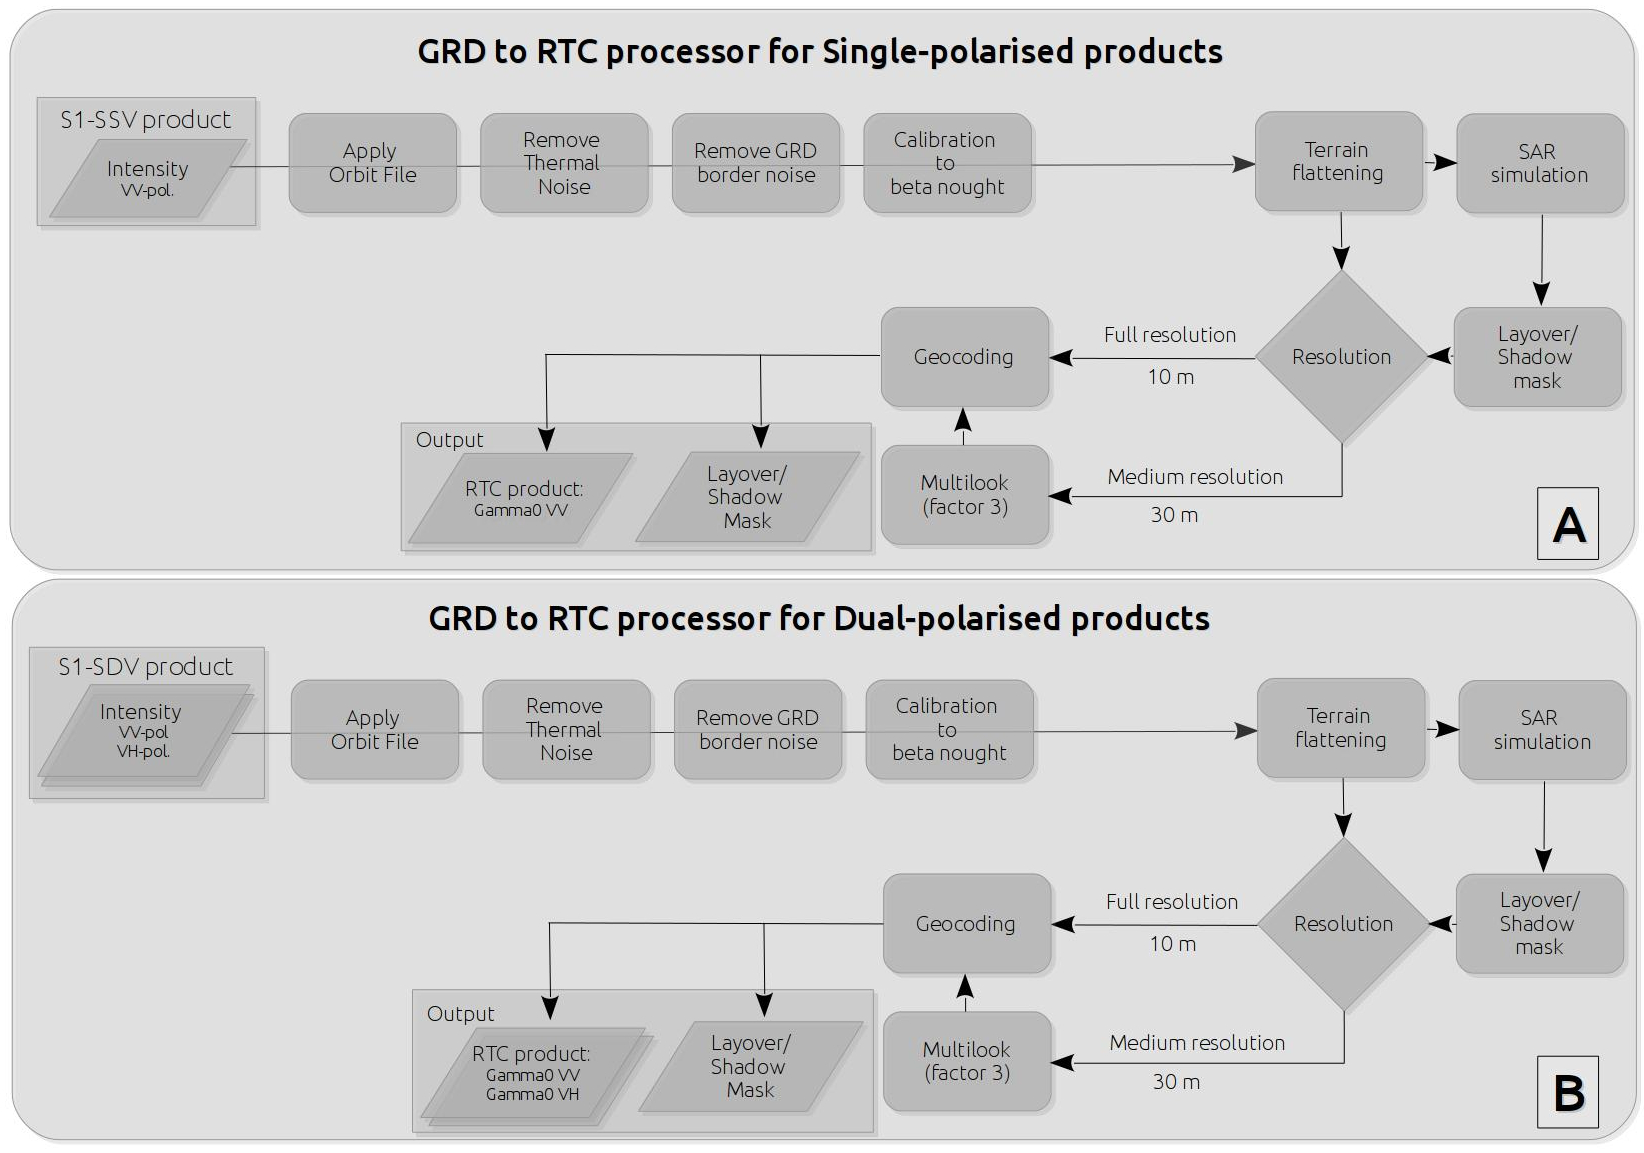 GRD to RTC processor for Single-polarised products
S1-SSV product
Intensity
VV-pol.
Apply
Orbit File
Remove
Thermal
Noise
Remove GRD
border noise
Calibration
to
beta nought
Terrain
flattening
SAR
simulation
Layover/
Shadow
mask
Resolution
Full resolution
10 m
Geocoding
Medium resolution
30 m
Multilook
(factor 3)
Output
RTC product:
Gamma0 VV
Layover/
Shadow
Mask
A
GRD to RTC processor for Dual-polarised products
S1-SDV product
Intensity
VV-pol
VH-pol.
Apply
Orbit File
Remove
Thermal
Noise
Remove GRD
border noise
Calibration
to
beta nought
Terrain
flattening
SAR
simulation
Layover/
Shadow
mask
Resolution
Full resolution
10 m
Geocoding
Medium resolution
30 m
Multilook
(factor 3)
Output
RTC product:
Gamma0 VV
Gamma0 VH
Layover/
Shadow
Mask
B